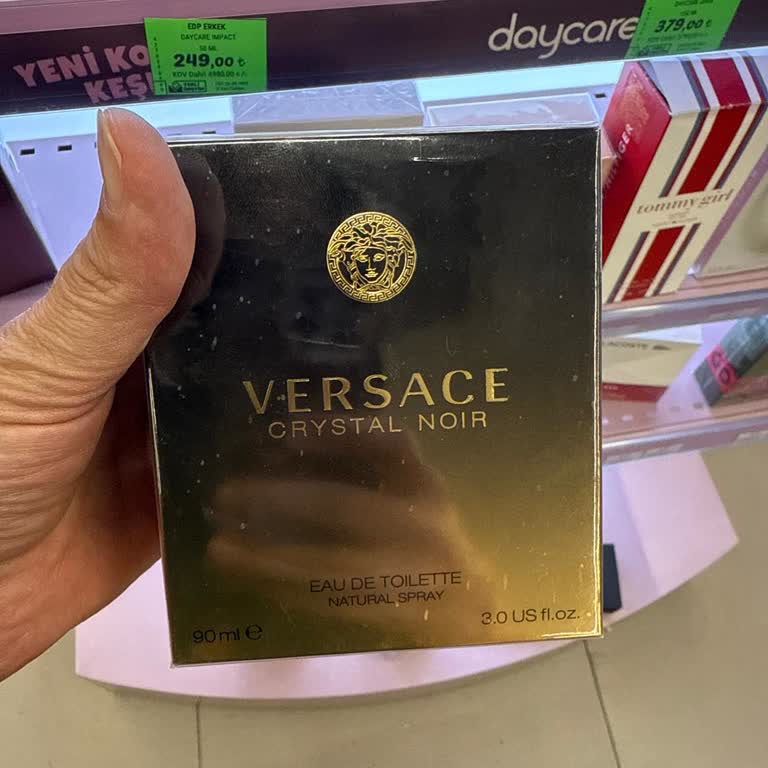 YENİ KO
KEŞ
EDP ERKEK
DAYCARE IMPACT
50 ML
249,00 ₺
daycare
379,00 ₺
tommy girl
LACOSTE
VERSACE
CRYSTAL NOIR
EAU DE TOILETTE
NATURAL SPRAY
90 ml e
3.0 US fl.oz.